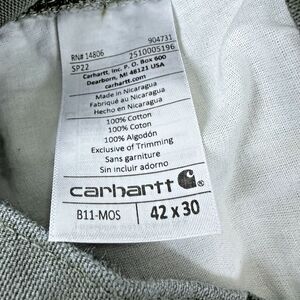 RN# 14806 904731
SP22 2510005196
Carhartt, Inc. P.O. Box 600
Dearborn, MI 48121 USA
carhartt.com
Made in Nicaragua
Fabriqué au Nicaragua
Hecho en Nicaragua
100% Cotton
100% Coton
100% Algodón
Exclusive of Trimming
Sans garniture
Sin incluir adorno
carhartt ®
B11-MOS 42 x 30